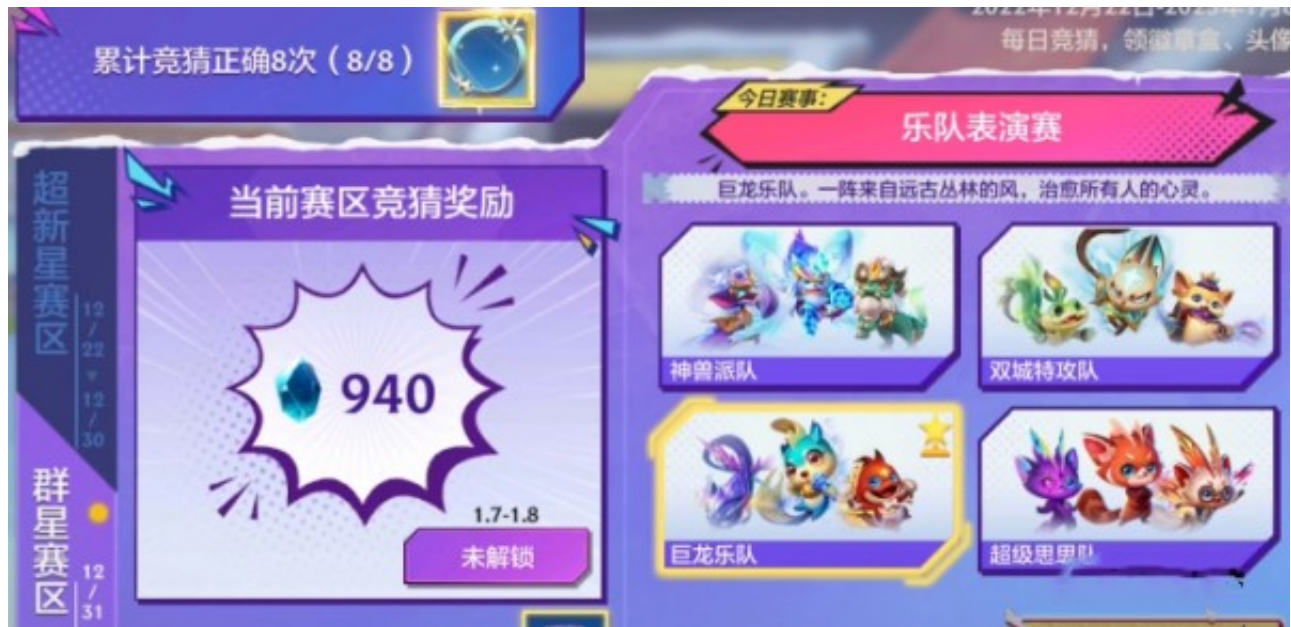 累计竞猜正确8次（8/8）
每日竞猜，领徽章盒、头像
今日赛事：
乐队表演赛
巨龙乐队。一阵来自远古丛林的风，治愈所有人的心灵。
超新星赛区
12/22
12/30
当前赛区竞猜奖励
940
1.7-1.8
未解锁
群星赛区
12/31
神兽派队
双城特攻队
巨龙乐队
超级思思队